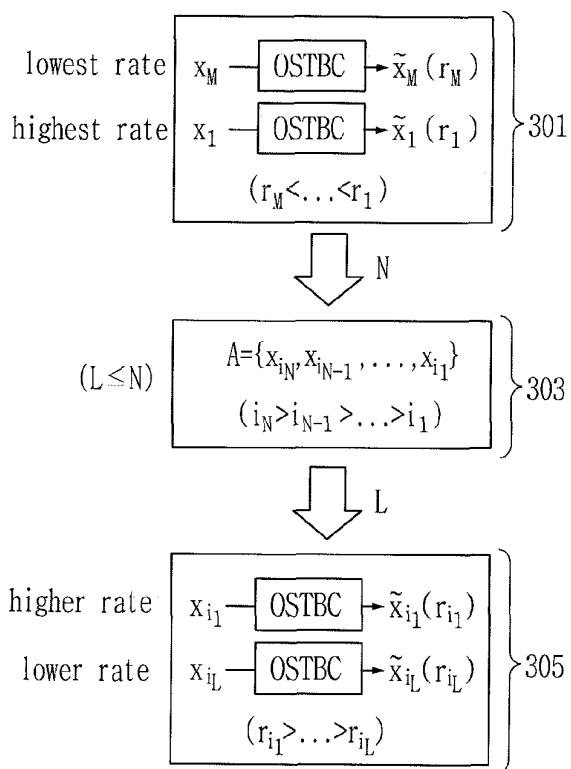 lowest rate x_M OSTBC x̃_M(r_M)
highest rate x_1 OSTBC x̃_1(r_1)
(r_M<...<r_1)
301
N
(L≤N) A={x_{i_N},x_{i_{N-1}},...,x_{i_1}}
(i_N>i_{N-1}>...>i_1)
303
L
higher rate x_{i_1} OSTBC x̃_{i_1}(r_{i_1})
lower rate x_{i_L} OSTBC x̃_{i_L}(r_{i_L})
(r_{i_1}>...>r_{i_L})
305